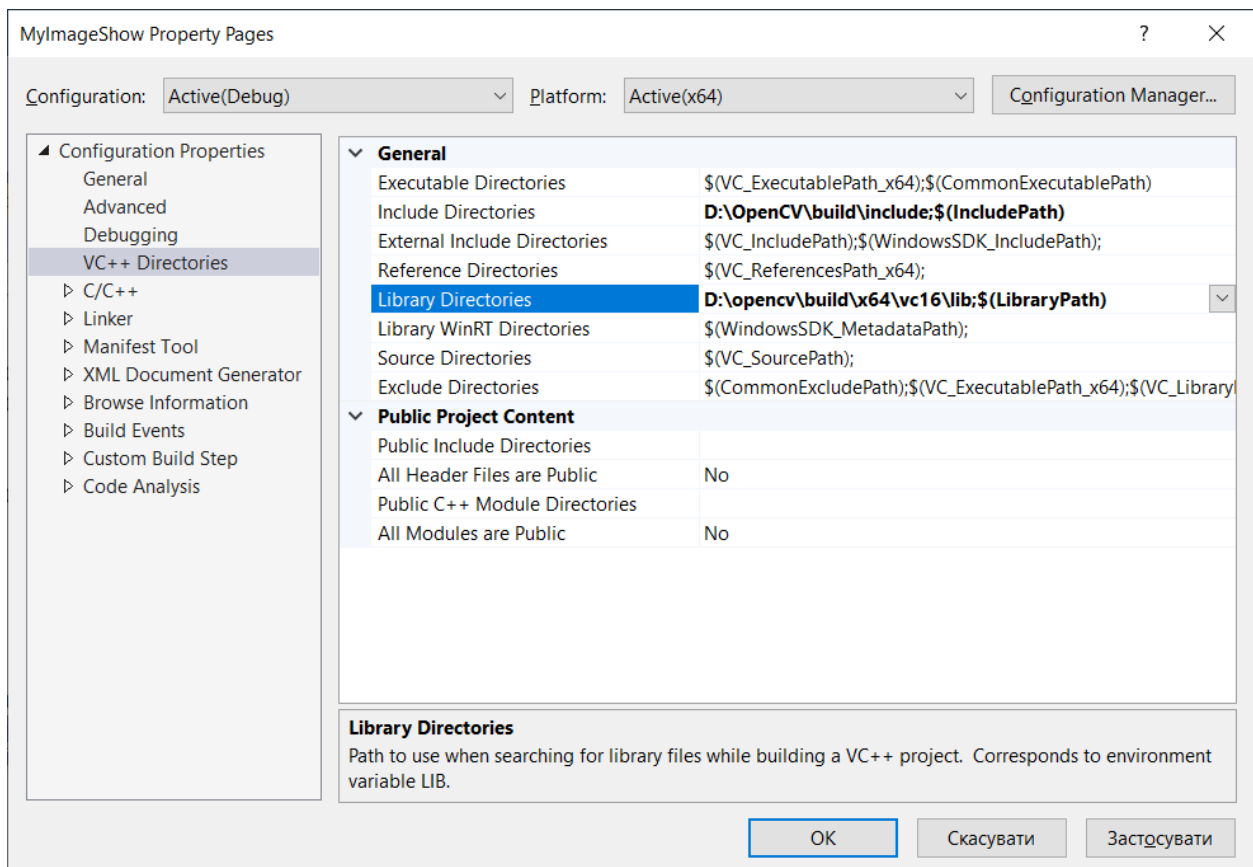 MyImageShow Property Pages
? ×
Configuration: Active(Debug) Platform: Active(x64) Configuration Manager...
Configuration Properties
General
Advanced
Debugging
VC++ Directories
C/C++
Linker
Manifest Tool
XML Document Generator
Browse Information
Build Events
Custom Build Step
Code Analysis
General
Executable Directories $(VC_ExecutablePath_x64);$(CommonExecutablePath)
Include Directories D:\OpenCV\build\include;$(IncludePath)
External Include Directories $(VC_IncludePath);$(WindowsSDK_IncludePath);
Reference Directories $(VC_ReferencesPath_x64);
Library Directories D:\opencv\build\x64\vc16\lib;$(LibraryPath)
Library WinRT Directories $(WindowsSDK_MetadataPath);
Source Directories $(VC_SourcePath);
Exclude Directories $(CommonExcludePath);$(VC_ExecutablePath_x64);$(VC_Library
Public Project Content
Public Include Directories
All Header Files are Public No
Public C++ Module Directories
All Modules are Public No
Library Directories
Path to use when searching for library files while building a VC++ project. Corresponds to environment
variable LIB.
OK Скасувати Застосувати